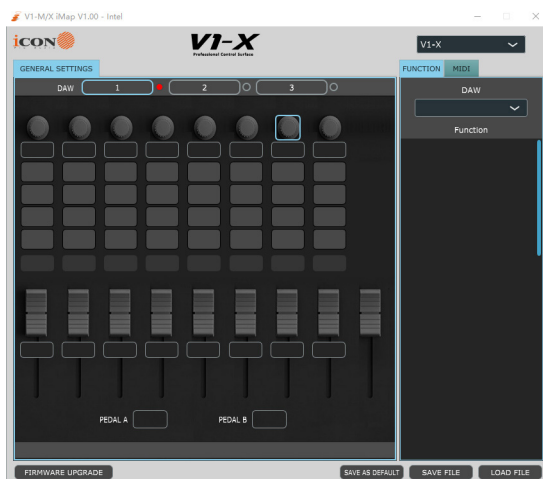 V1-M/X iMap V1.00 - Intel
iCON
V1-X
Professional Control Surface
V1-X
GENERAL SETTINGS
FUNCTION MIDI
DAW 1 2 3
DAW
Function
PEDAL A PEDAL B
FIRMWARE UPGRADE SAVE AS DEFAULT SAVE FILE LOAD FILE